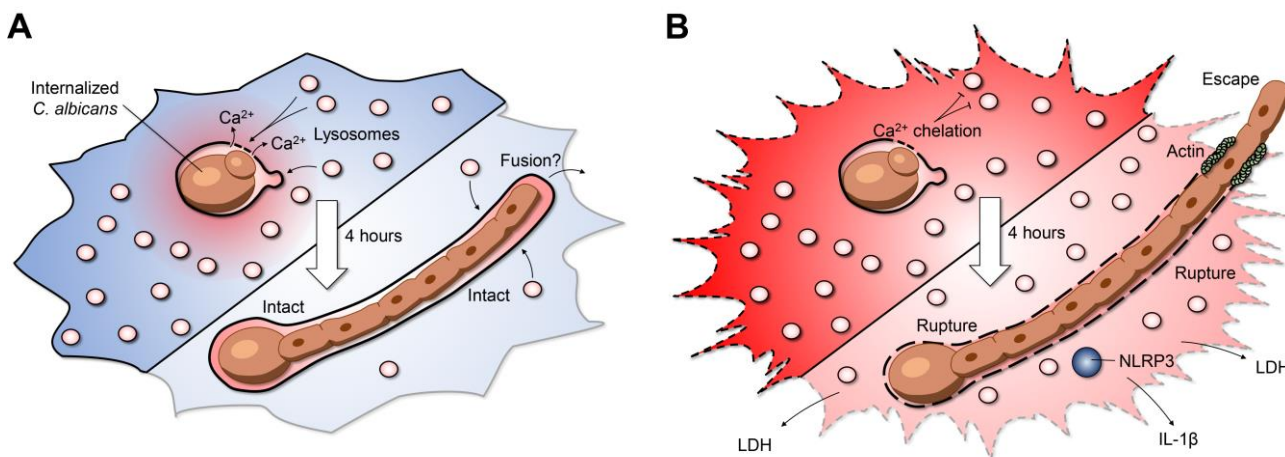 A
Internalized
C. albicans
Ca²⁺
Ca²⁺
Lysosomes
Fusion?
4 hours
Intact
Intact
B
Escape
Ca²⁺ chelation
Actin
4 hours
Rupture
Rupture
NLRP3
LDH
LDH
IL-1β